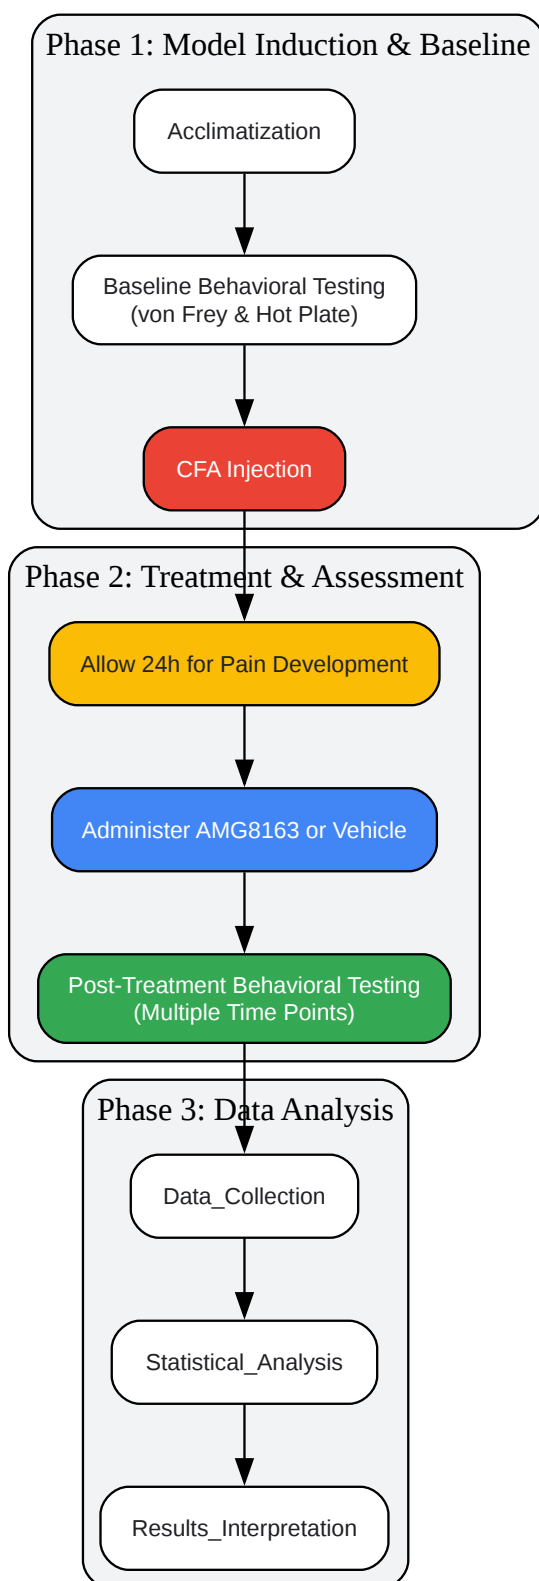 Phase 1: Model Induction & Baseline
Acclimatization
Baseline Behavioral Testing
(von Frey & Hot Plate)
CFA Injection
Phase 2: Treatment & Assessment
Allow 24h for Pain Development
Administer AMG8163 or Vehicle
Post-Treatment Behavioral Testing
(Multiple Time Points)
Phase 3: Data Analysis
Data_Collection
Statistical_Analysis
Results_Interpretation